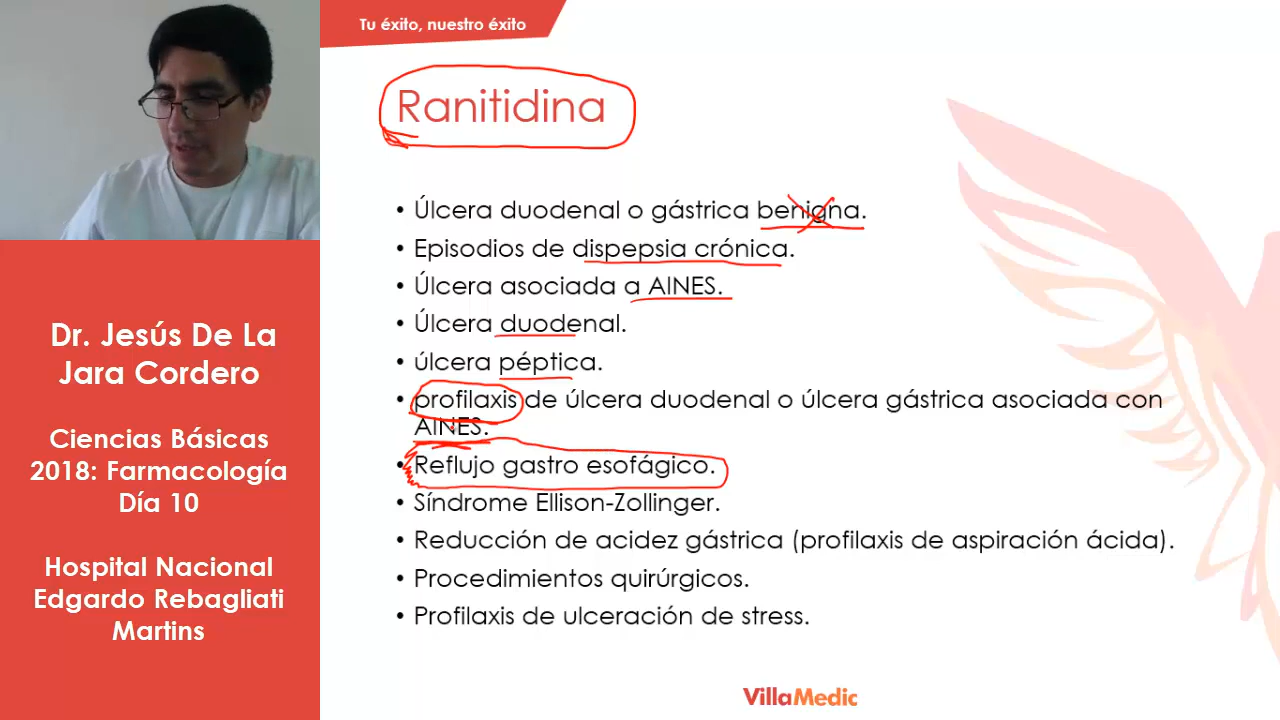 Tu éxito, nuestro éxito
Ranitidina
• Úlcera duodenal o gástrica benigna.
• Episodios de dispepsia crónica.
• Úlcera asociada a AINES.
• Úlcera duodenal.
• úlcera péptica.
• profilaxis de úlcera duodenal o úlcera gástrica asociada con
AINES.
• Reflujo gastro esofágico.
• Síndrome Ellison-Zollinger.
• Reducción de acidez gástrica (profilaxis de aspiración ácida).
• Procedimientos quirúrgicos.
• Profilaxis de ulceración de stress.
Dr. Jesús De La
Jara Cordero
Ciencias Básicas
2018: Farmacología
Día 10
Hospital Nacional
Edgardo Rebagliati
Martins
VillaMedic